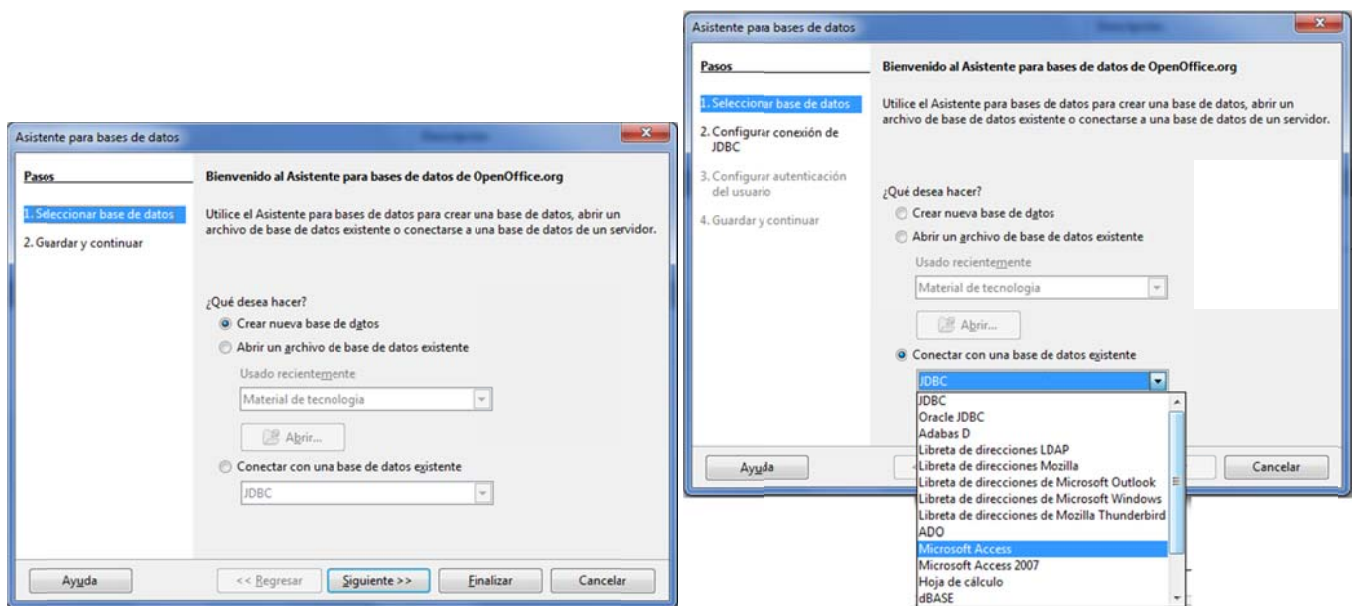 Asistente para bases de datos
Pasos
1. Seleccionar base de datos
2. Guardar y continuar
Bienvenido al Asistente para bases de datos de OpenOffice.org
Utilice el Asistente para bases de datos para crear una base de datos, abrir un
archivo de base de datos existente o conectarse a una base de datos de un servidor.
¿Qué desea hacer?
Crear nueva base de datos
Abrir un archivo de base de datos existente
Usado recientemente
Material de tecnologia
Abrir...
Conectar con una base de datos existente
JDBC
Ayuda
<< Regresar
Siguiente >>
Finalizar
Cancelar
Asistente para bases de datos
Pasos
1. Seleccionar base de datos
2. Configurar conexión de
JDBC
3. Configurar autenticación
del usuario
4. Guardar y continuar
Bienvenido al Asistente para bases de datos de OpenOffice.org
Utilice el Asistente para bases de datos para crear una base de datos, abrir un
archivo de base de datos existente o conectarse a una base de datos de un servidor.
¿Qué desea hacer?
Crear nueva base de datos
Abrir un archivo de base de datos existente
Usado recientemente
Material de tecnologia
Abrir...
Conectar con una base de datos existente
JDBC
JDBC
Oracle JDBC
Adabas D
Libreta de direcciones LDAP
Libreta de direcciones Mozilla
Libreta de direcciones de Microsoft Outlook
Libreta de direcciones de Microsoft Windows
Libreta de direcciones de Mozilla Thunderbird
ADO
Microsoft Access
Microsoft Access 2007
Hoja de cálculo
dBASE
Ayuda
Cancelar